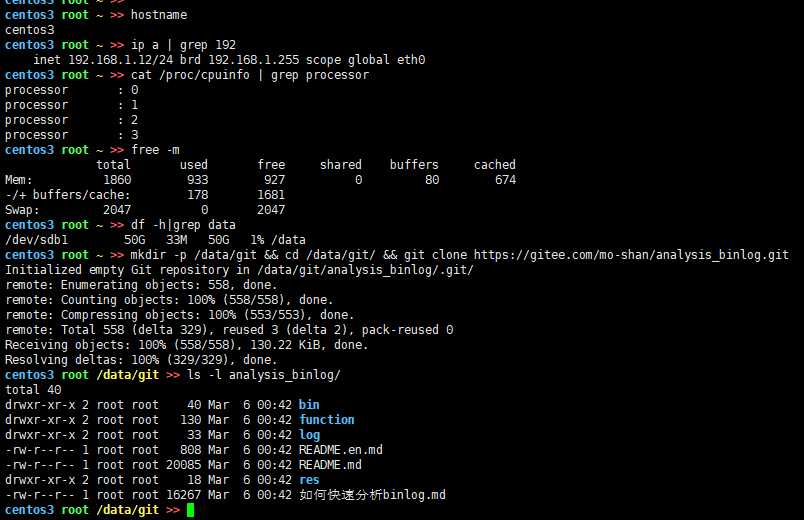 centos3 root ~ >>
centos3 root ~ >> hostname
centos3
centos3 root ~ >> ip a | grep 192
    inet 192.168.1.12/24 brd 192.168.1.255 scope global eth0
centos3 root ~ >> cat /proc/cpuinfo | grep processor
processor       : 0
processor       : 1
processor       : 2
processor       : 3
centos3 root ~ >> free -m
             total       used       free     shared    buffers     cached
Mem:          1860        933        927          0         80        674
-/+ buffers/cache:        178       1681
Swap:         2047          0       2047
centos3 root ~ >> df -h|grep data
/dev/sdb1        50G   33M   50G   1% /data
centos3 root ~ >> mkdir -p /data/git && cd /data/git/ && git clone https://gitee.com/mo-shan/analysis_binlog.git
Initialized empty Git repository in /data/git/analysis_binlog/.git/
remote: Enumerating objects: 558, done.
remote: Counting objects: 100% (558/558), done.
remote: Compressing objects: 100% (553/553), done.
remote: Total 558 (delta 329), reused 3 (delta 2), pack-reused 0
Receiving objects: 100% (558/558), 130.22 KiB, done.
Resolving deltas: 100% (329/329), done.
centos3 root /data/git >> ls -l analysis_binlog/
total 40
drwxr-xr-x 2 root root    40 Mar  6 00:42 bin
drwxr-xr-x 2 root root   130 Mar  6 00:42 function
drwxr-xr-x 2 root root    33 Mar  6 00:42 log
-rw-r--r-- 1 root root   808 Mar  6 00:42 README.en.md
-rw-r--r-- 1 root root 20085 Mar  6 00:42 README.md
drwxr-xr-x 2 root root    18 Mar  6 00:42 res
-rw-r--r-- 1 root root 16267 Mar  6 00:42 如何快速分析binlog.md
centos3 root /data/git >>